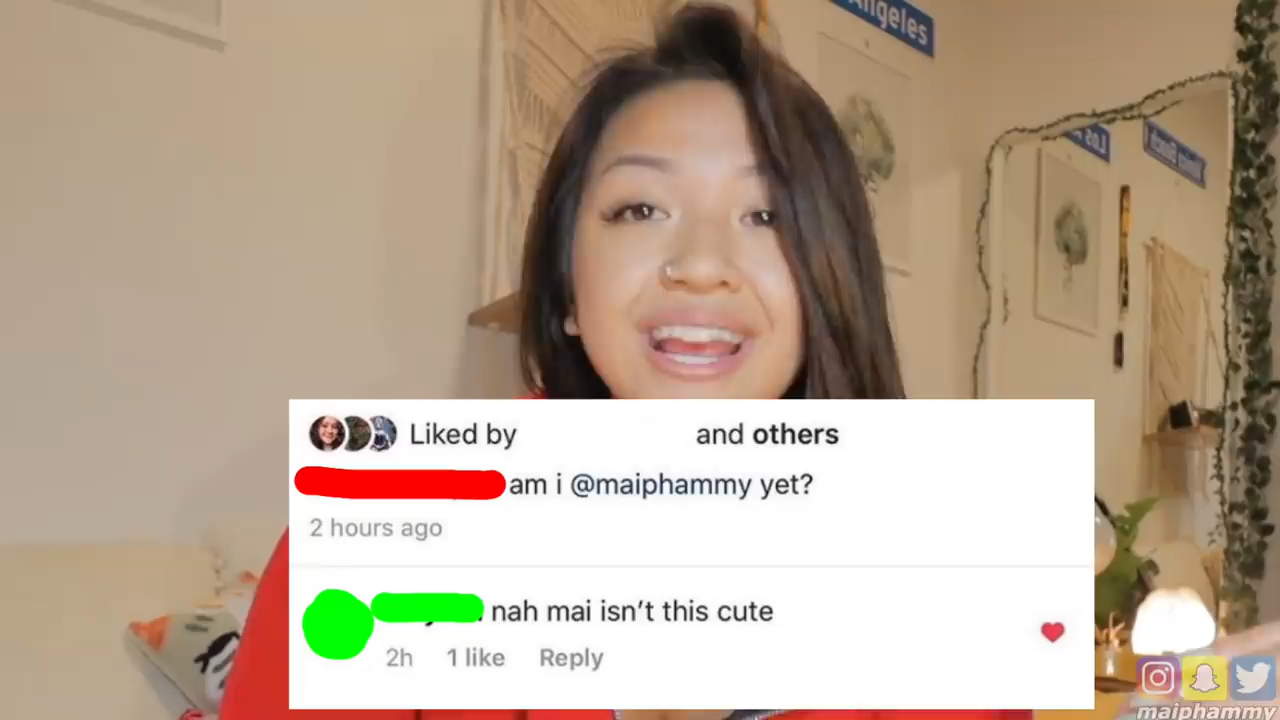 Angeles
Liked by and others
am i @maiphammy yet?
2 hours ago
nah mai isn't this cute
2h 1 like Reply
maiphammy